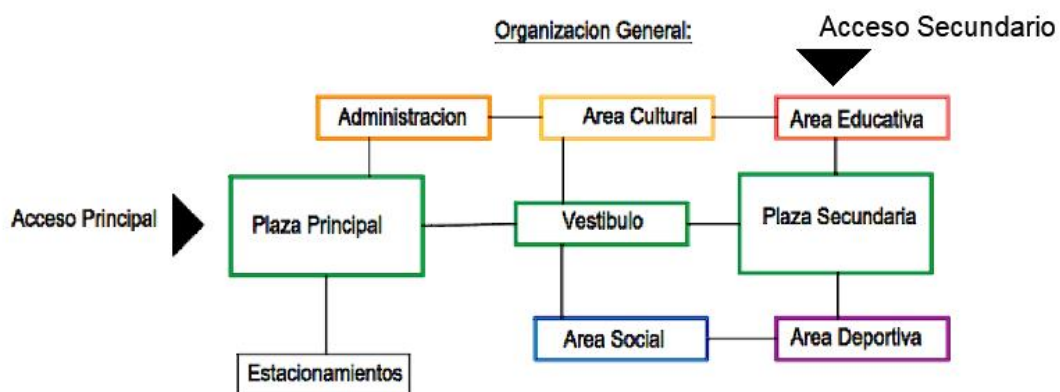 Organizacion General:
Acceso Secundario
Administracion
Area Cultural
Area Educativa
Acceso Principal
Plaza Principal
Vestibulo
Plaza Secundaria
Area Social
Area Deportiva
Estacionamientos